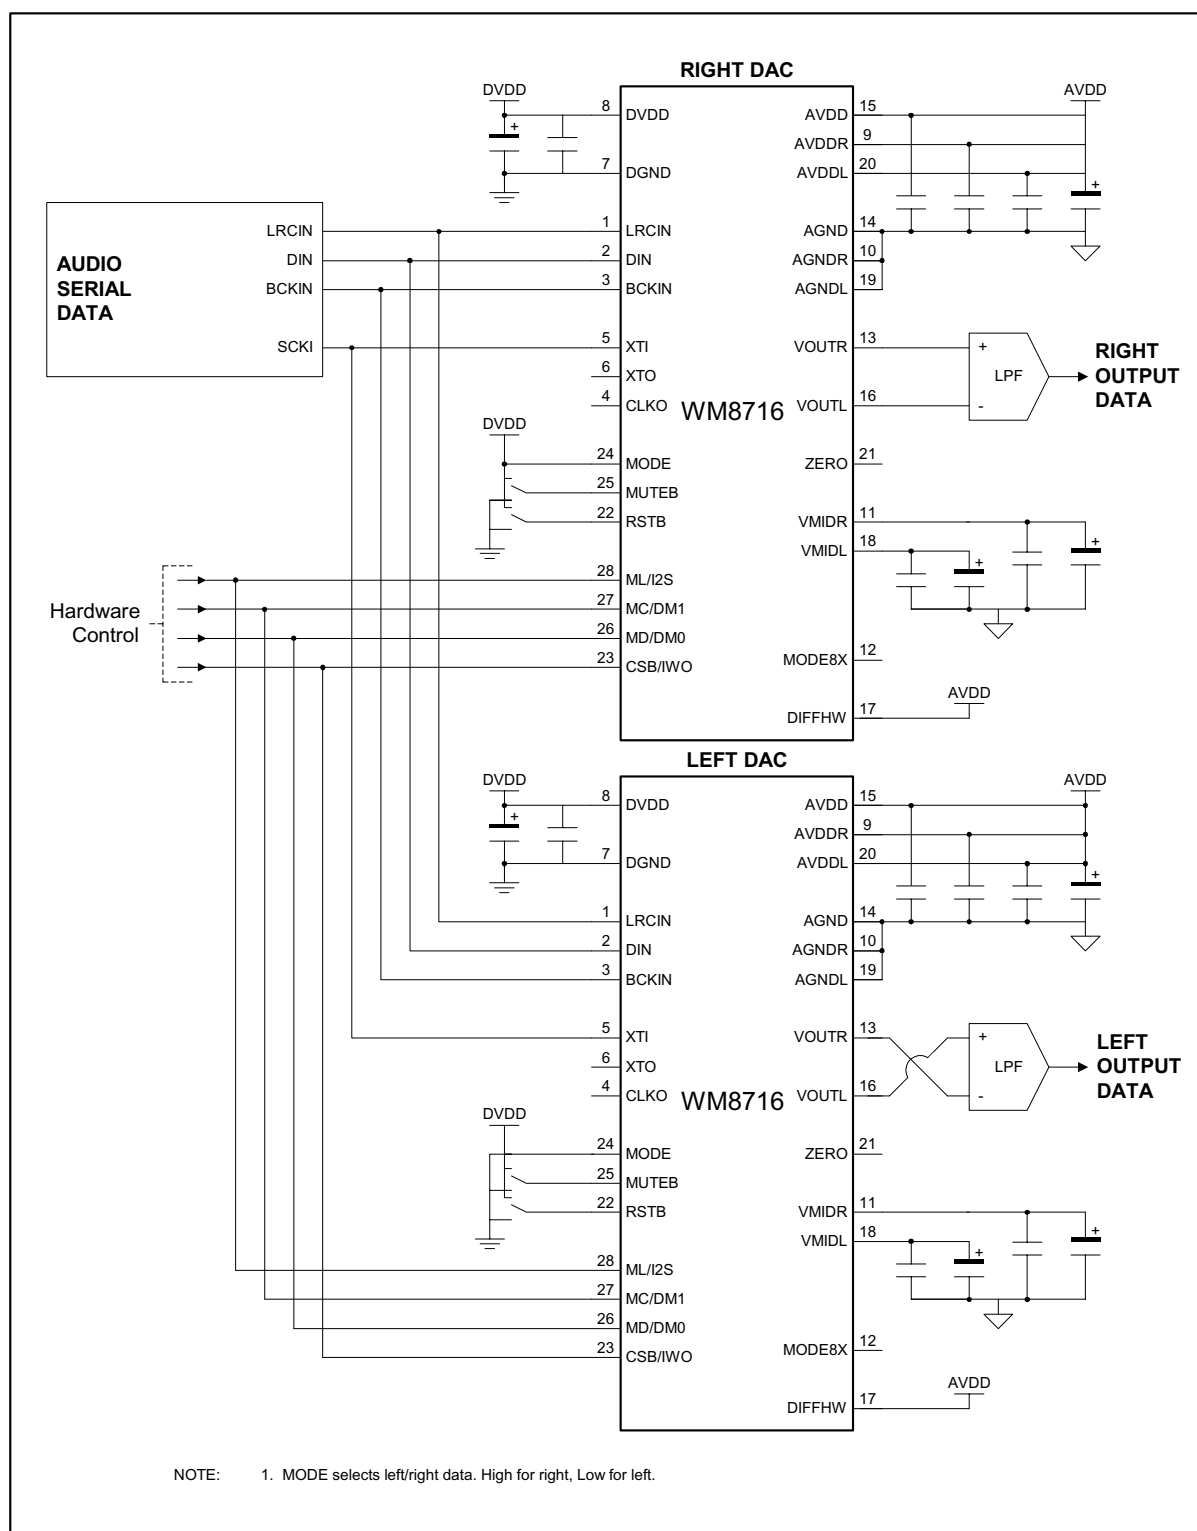 RIGHT DAC
DVDD
8 DVDD
+
7 DGND
AVDD 15
AVDD
AVDDR 9
AVDDL 20
+
AGND 14
AGNDR 10
AGNDL 19
AUDIO
SERIAL
DATA
LRCIN
DIN
BCKIN
SCKI
1 LRCIN
2 DIN
3 BCKIN
5 XTI
6 XTO
4 CLKO
WM8716
VOUTR 13
VOUTL 16
+
LPF
-
RIGHT
OUTPUT
DATA
DVDD
24 MODE
25 MUTEB
22 RSTB
ZERO 21
VMIDR 11
VMIDL 18
+
+
Hardware
Control
28 ML/I2S
27 MC/DM1
26 MD/DM0
23 CSB/IWO
MODE8X 12
DIFFHW 17
AVDD
LEFT DAC
DVDD
8 DVDD
+
7 DGND
AVDD 15
AVDD
AVDDR 9
AVDDL 20
+
AGND 14
AGNDR 10
AGNDL 19
1 LRCIN
2 DIN
3 BCKIN
5 XTI
6 XTO
4 CLKO
WM8716
VOUTR 13
VOUTL 16
+
LPF
-
LEFT
OUTPUT
DATA
DVDD
24 MODE
25 MUTEB
22 RSTB
ZERO 21
VMIDR 11
VMIDL 18
+
+
28 ML/I2S
27 MC/DM1
26 MD/DM0
23 CSB/IWO
MODE8X 12
DIFFHW 17
AVDD
NOTE: 1. MODE selects left/right data. High for right, Low for left.